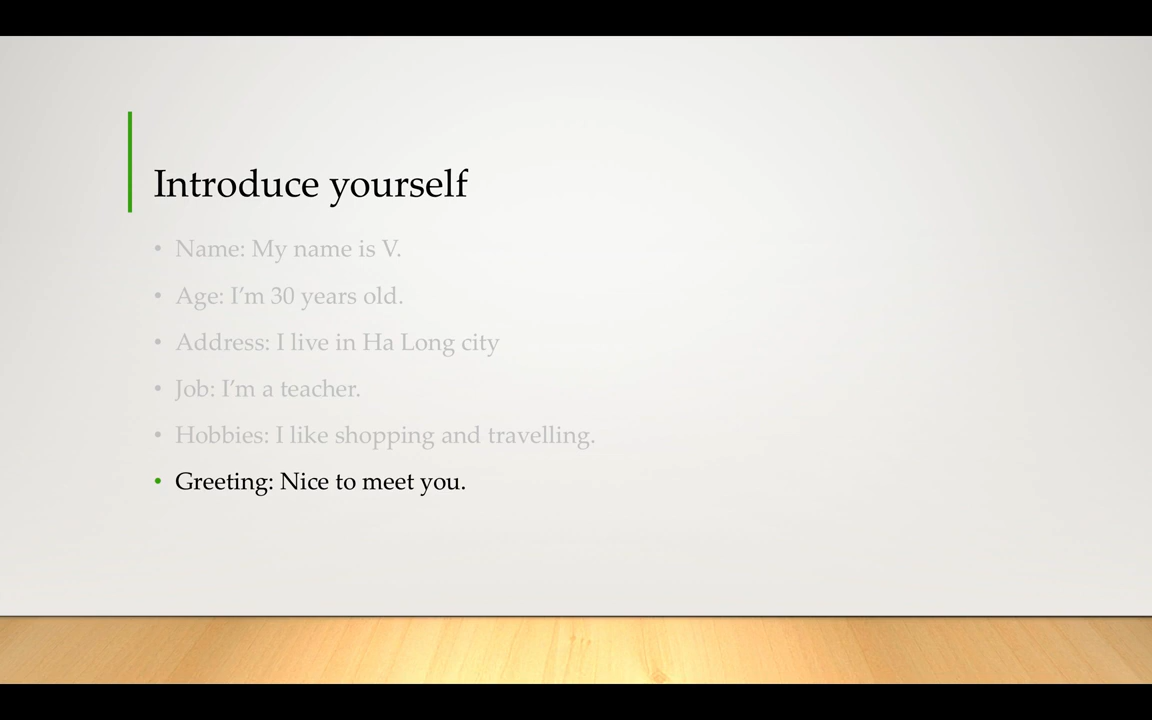 Introduce yourself
• Name: My name is V.
• Age: I’m 30 years old.
• Address: I live in Ha Long city
• Job: I’m a teacher.
• Hobbies: I like shopping and travelling.
• Greeting: Nice to meet you.